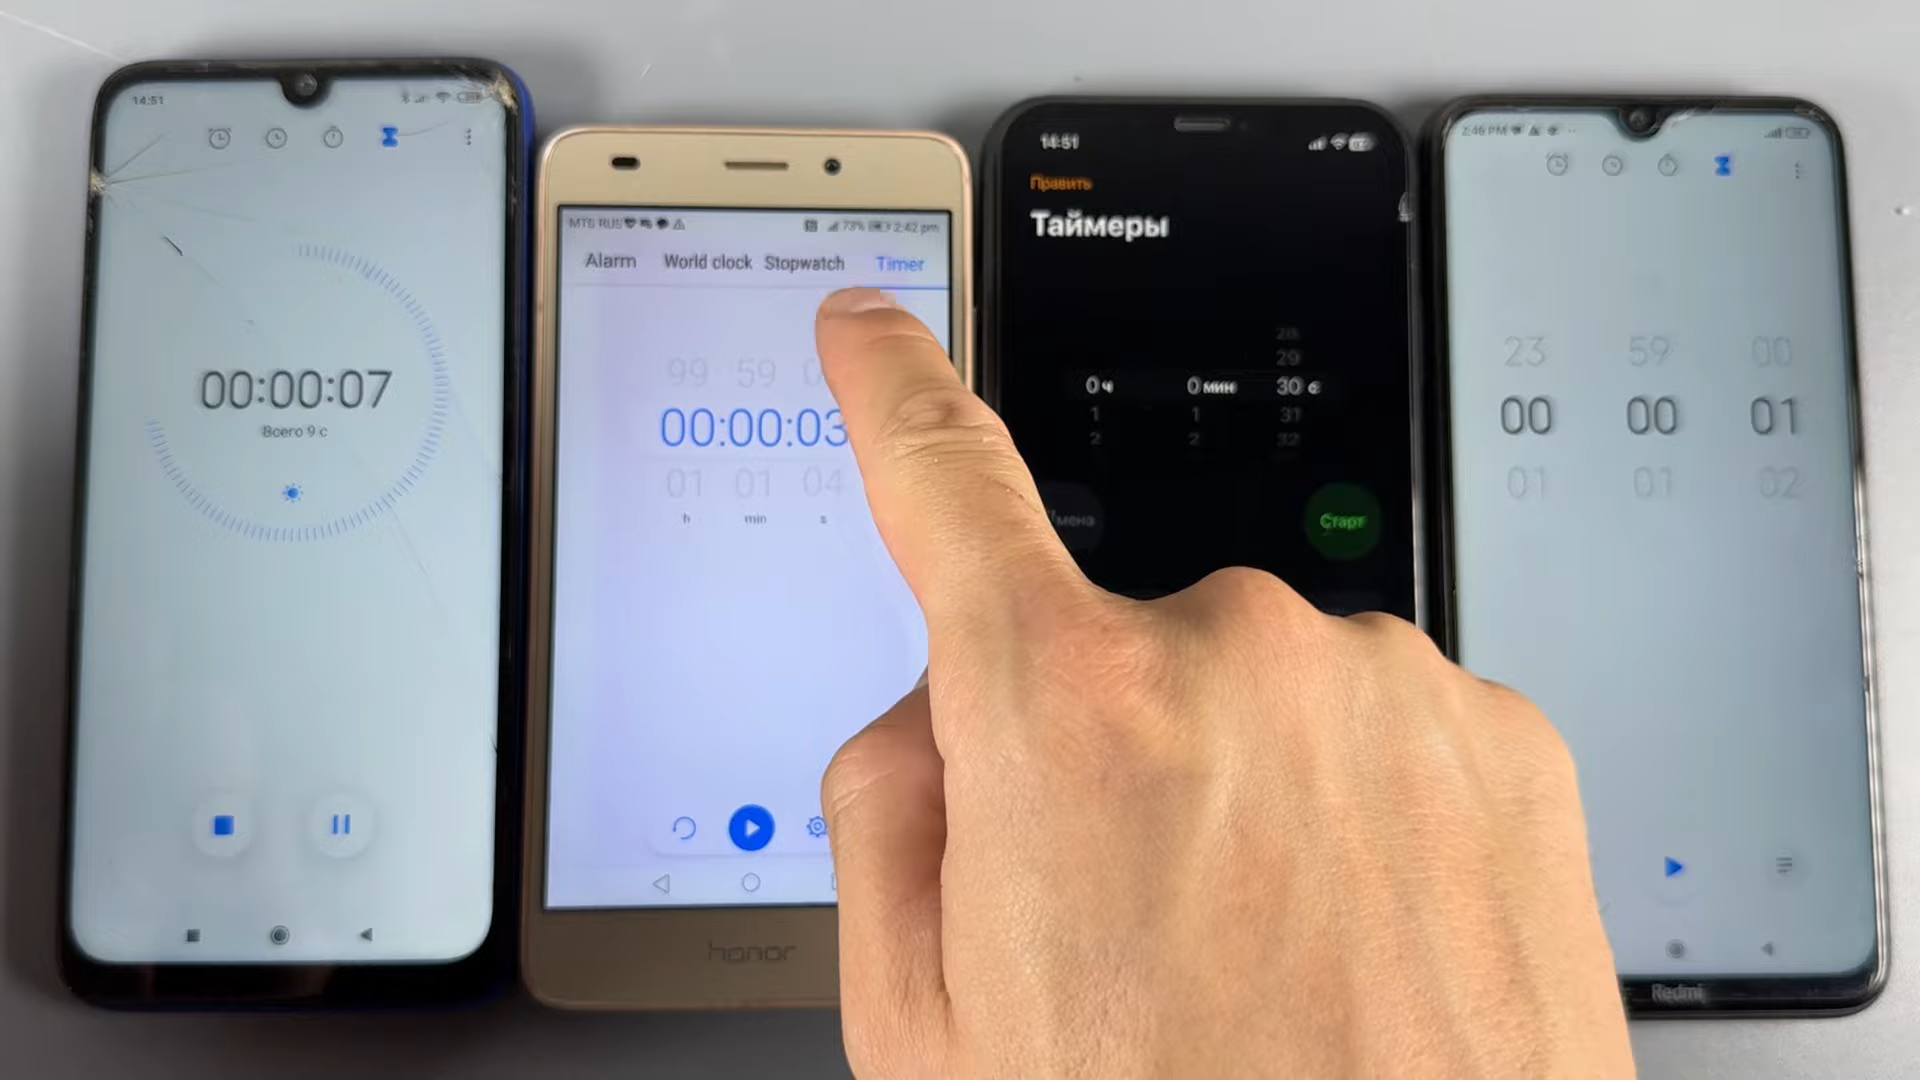 14:51
00:00:07
Всего 9 с
MTS RUS 73% 2:42 pm
Alarm World clock Stopwatch Timer
99 59
00:00:03
01 01 04
h min s
honor
14:51
Править
Таймеры
28
29
0 ч 0 мин 30 с
1 1 31
2 2 32
Старт
2:46 PM
23 59 00
00 00 01
01 01 02
Redmi